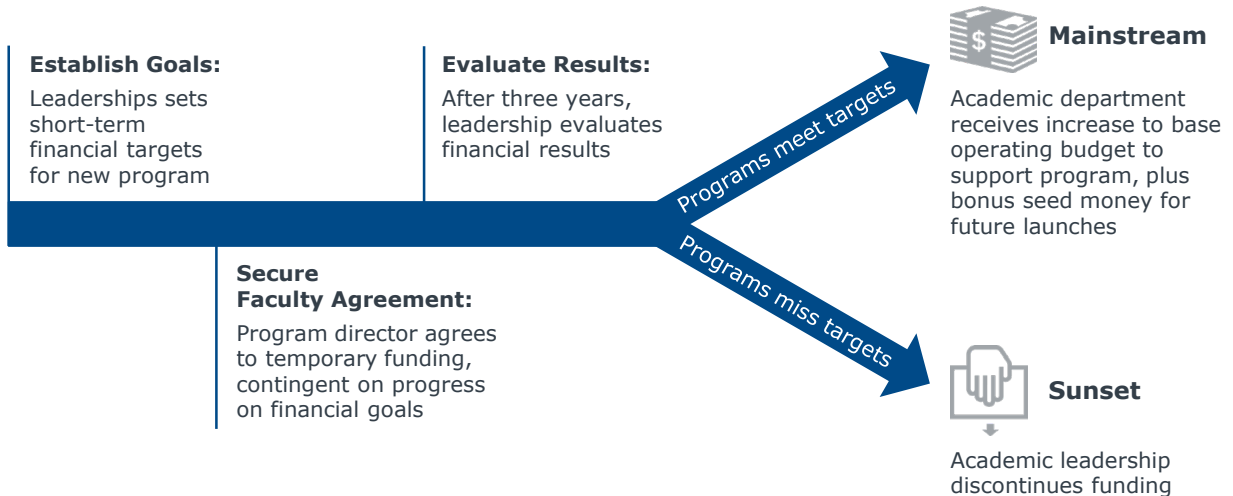 Establish Goals:
Leaderships sets
short-term
financial targets
for new program
Secure
Faculty Agreement:
Program director agrees
to temporary funding,
contingent on progress
on financial goals
Evaluate Results:
After three years,
leadership evaluates
financial results
Programs meet targets
$
Mainstream
Academic department
receives increase to base
operating budget to
support program, plus
bonus seed money for
future launches
Programs miss targets
Sunset
Academic leadership
discontinues funding